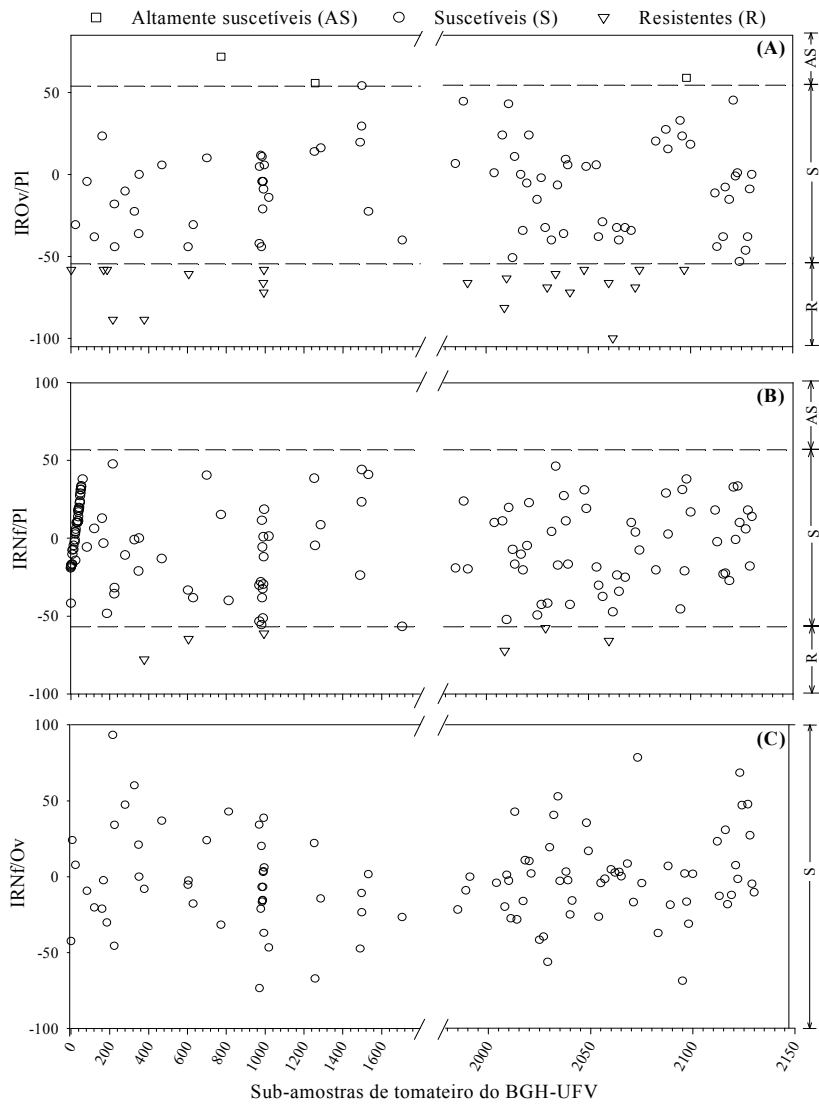 Altamente suscetíveis (AS) Suscetíveis (S) Resistentes (R)
(A)
IROv/Pl
50
0
-50
-100
AS
S
R
(B)
IRNf/Pl
100
50
0
-50
-100
AS
S
R
(C)
IRNf/Ov
100
50
0
-50
-100
S
0 200 400 600 800 1000 1200 1400 1600 2000 2050 2100 2150
Sub-amostras de tomateiro do BGH-UFV